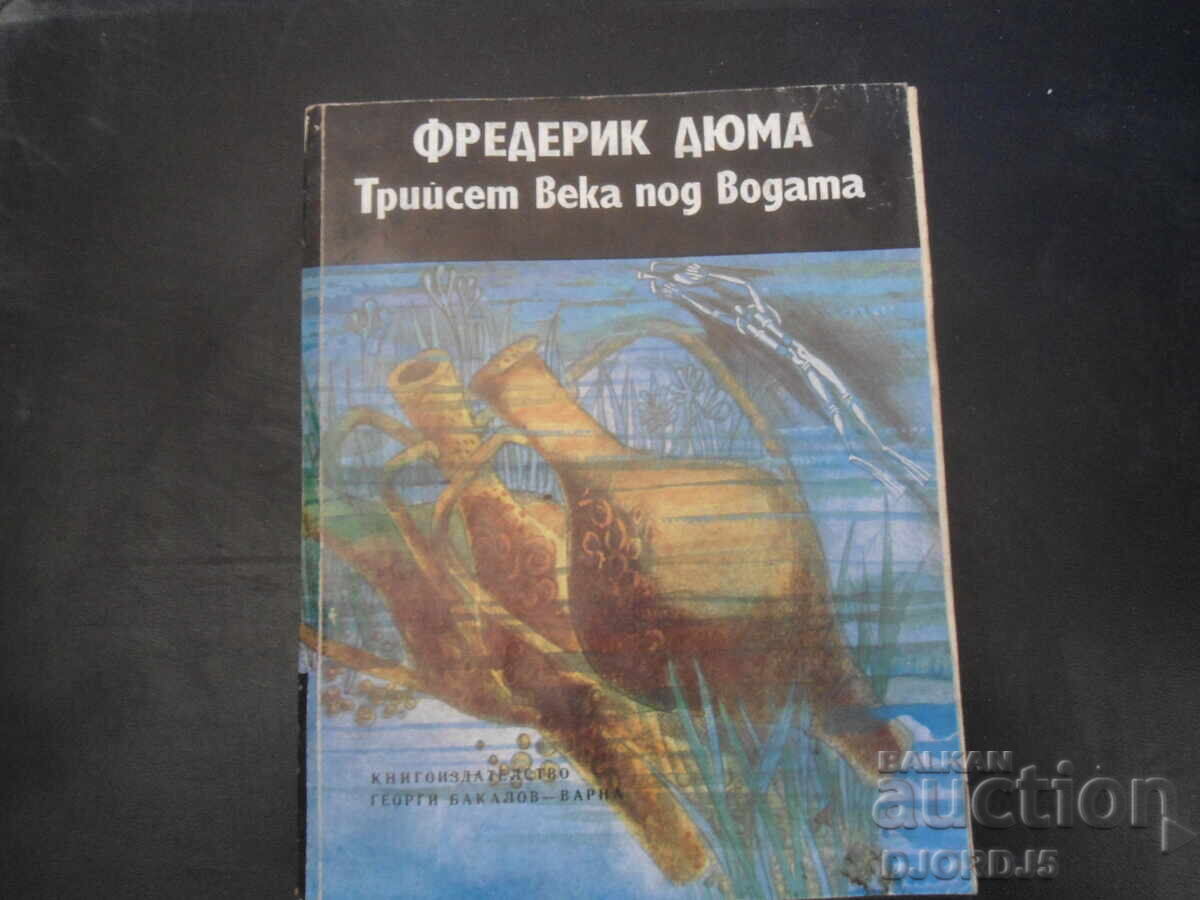 ФРЕДЕРИК ДЮМА
Трийсет века под водата
КНИГОИЗДАТЕЛСТВО
ГЕОРГИ БАКАЛОВ — ВАРНА
BALKAN
auction
DJORDJ5